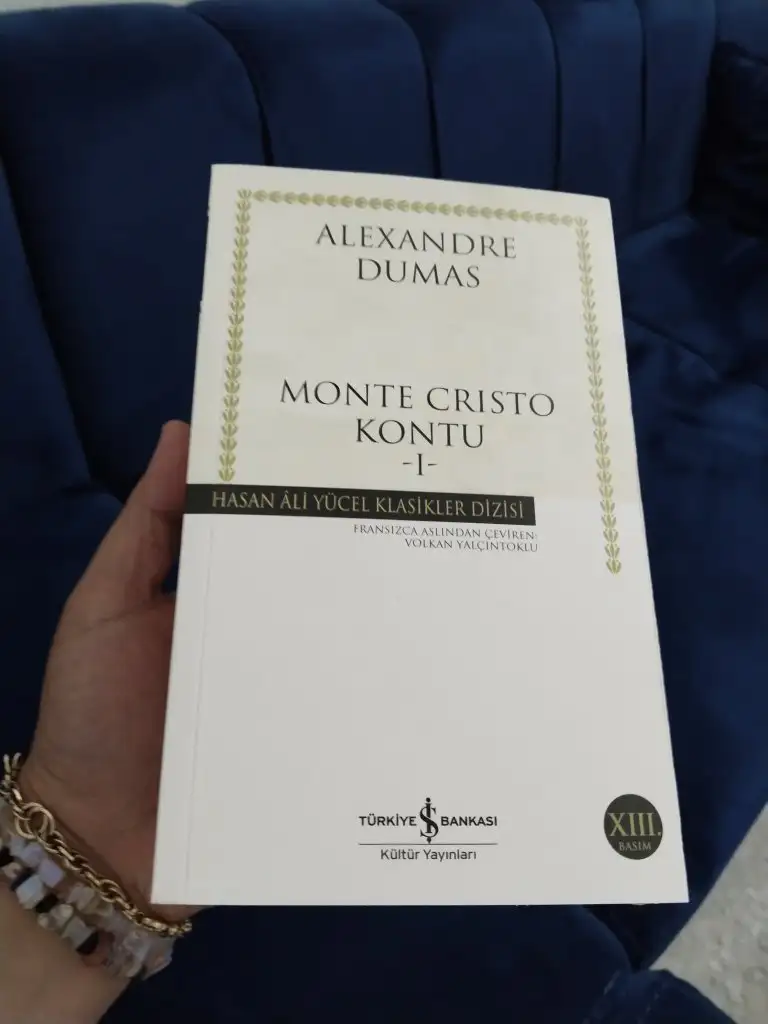 ALEXANDRE
DUMAS
MONTE CRISTO
KONTU
-I-
HASAN ÂLİ YÜCEL KLASİKLER DİZİSİ
FRANSIZCA ASLINDAN ÇEVİREN:
VOLKAN YALÇINTOKLU
TÜRKİYE İŞ BANKASI
Kültür Yayınları
XIII.
BASIM